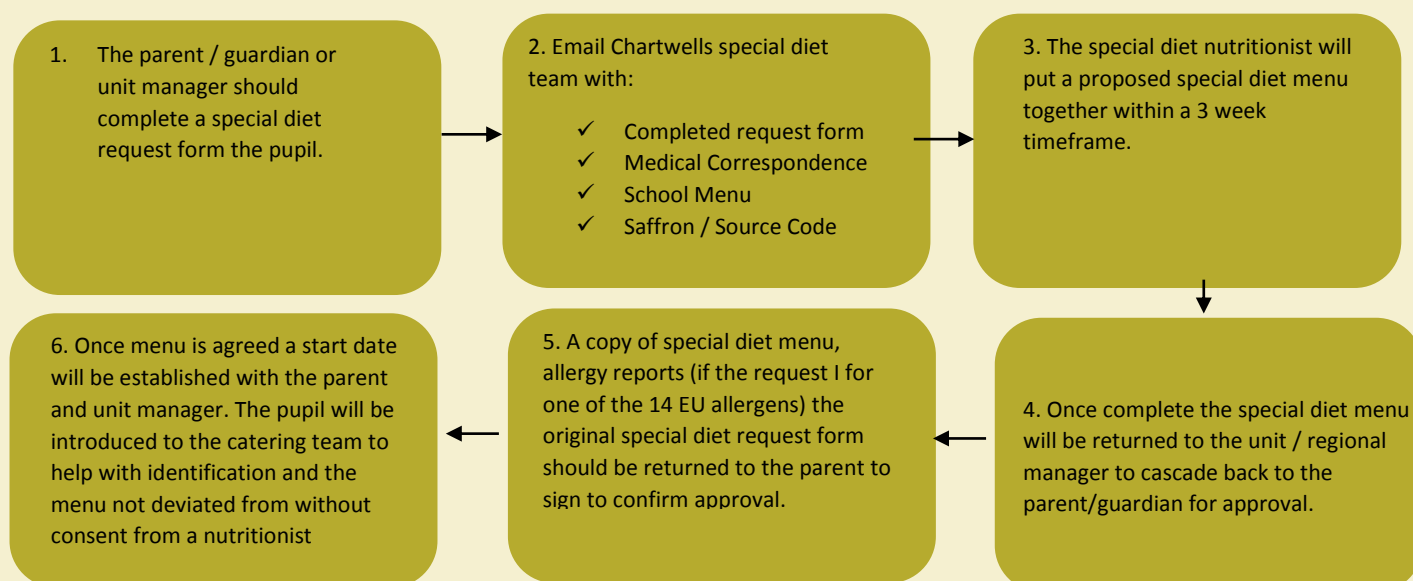 1. The parent / guardian or
unit manager should
complete a special diet
request form the pupil.
2. Email Chartwells special diet
team with:
✓ Completed request form
✓ Medical Correspondence
✓ School Menu
✓ Saffron / Source Code
3. The special diet nutritionist will
put a proposed special diet menu
together within a 3 week
timeframe.
4. Once complete the special diet menu
will be returned to the unit / regional
manager to cascade back to the
parent/guardian for approval.
5. A copy of special diet menu,
allergy reports (if the request I for
one of the 14 EU allergens) the
original special diet request form
should be returned to the parent to
sign to confirm approval.
6. Once menu is agreed a start date
will be established with the parent
and unit manager. The pupil will be
introduced to the catering team to
help with identification and the
menu not deviated from without
consent from a nutritionist